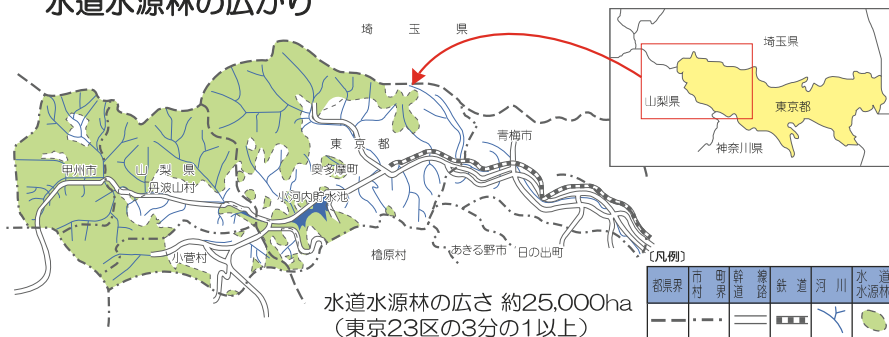 水道水源林の広がり
埼玉県
埼玉県
山梨県
東京都
神奈川県
青梅市
東京都
甲州市
山梨県
奥多摩町
丹波山村
小河内貯水池
小菅村
檜原村
あきる野市
日の出町
水道水源林の広さ 約25,000ha
（東京23区の3分の1以上）
〔凡例〕
都県界
市町村界
幹線道路
鉄道
河川
水道水源林